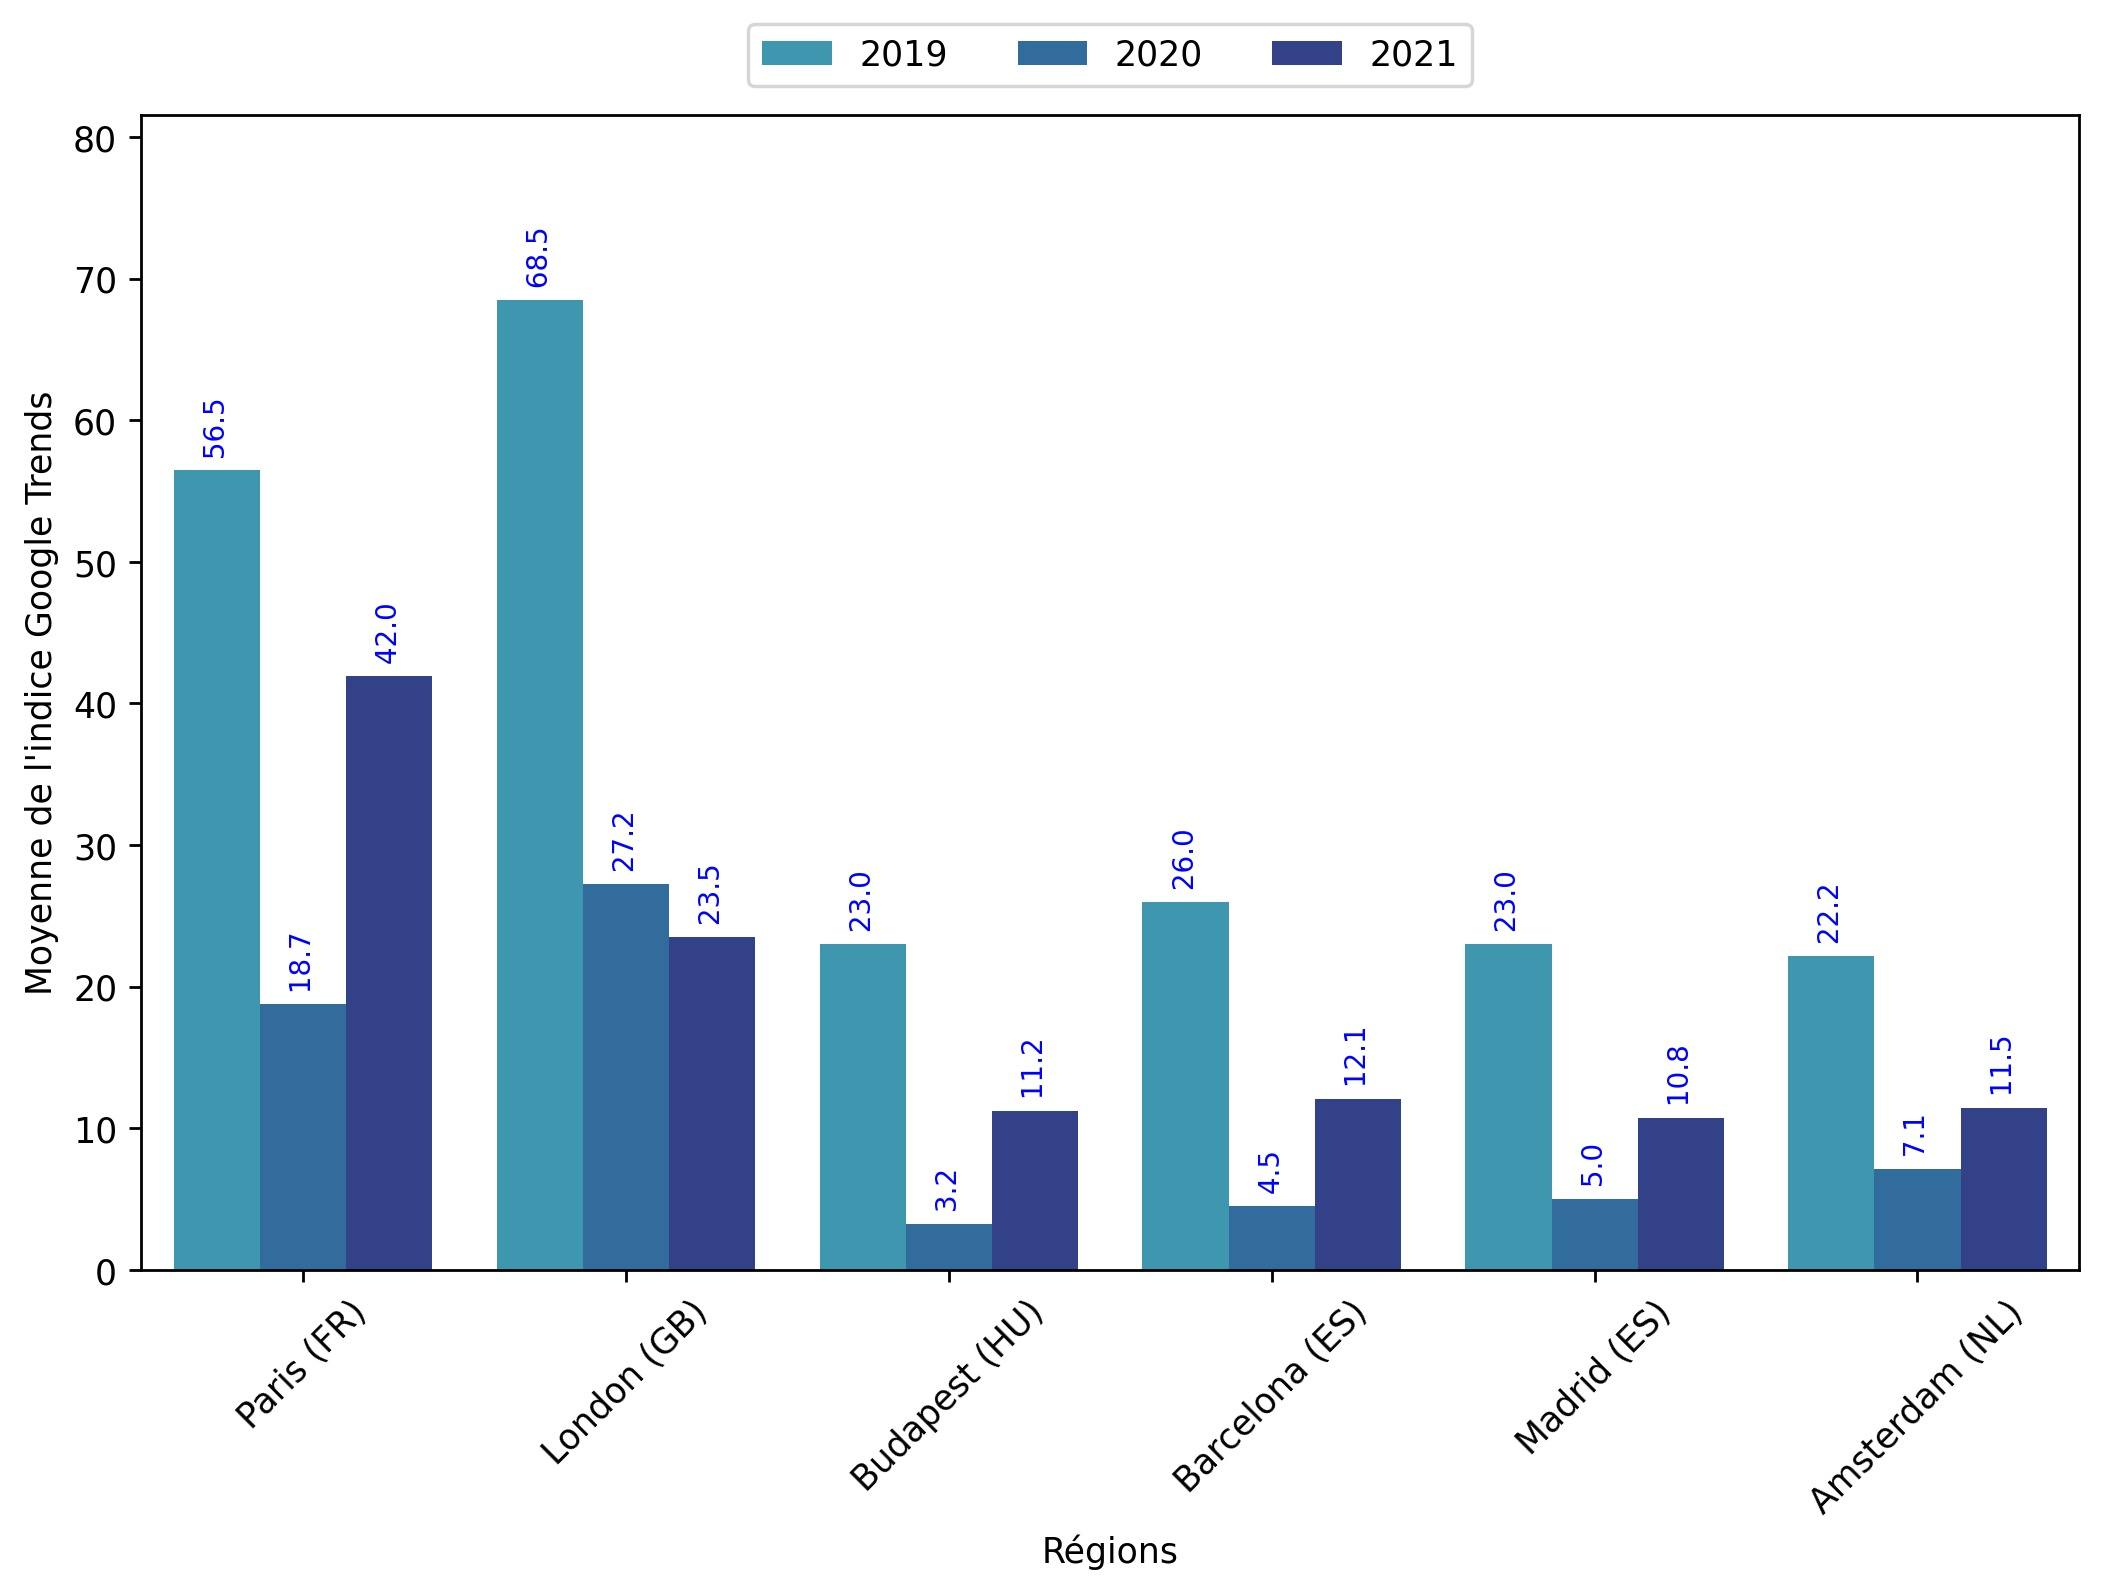 2019 2020 2021
Moyenne de l'indice Google Trends
80
70
60
50
40
30
20
10
0
56.5 18.7 42.0
68.5 27.2 23.5
23.0 3.2 11.2
26.0 4.5 12.1
23.0 5.0 10.8
22.2 7.1 11.5
Paris (FR)
London (GB)
Budapest (HU)
Barcelona (ES)
Madrid (ES)
Amsterdam (NL)
Régions